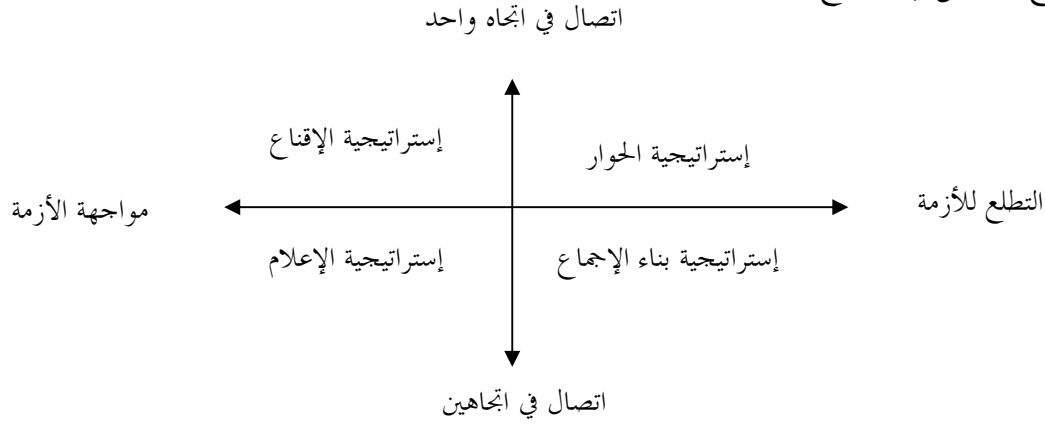 اتصال في اتجاه واحد
إستراتيجية الحوار
إستراتيجية الإقناع
التطلع للأزمة
مواجهة الأزمة
إستراتيجية بناء الإجماع
إستراتيجية الإعلام
اتصال في اتجاهين